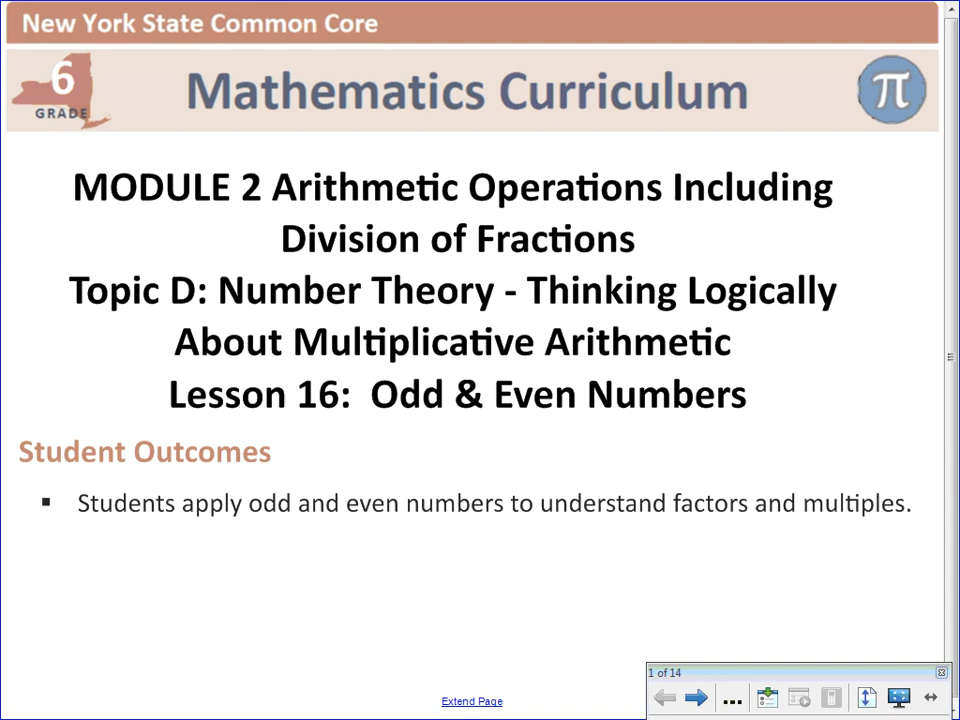 New York State Common Core
6
GRADE
Mathematics Curriculum
π
MODULE 2 Arithmetic Operations Including
Division of Fractions
Topic D: Number Theory - Thinking Logically
About Multiplicative Arithmetic
Lesson 16: Odd & Even Numbers
Student Outcomes
▪ Students apply odd and even numbers to understand factors and multiples.
1 of 14
...
Extend Page